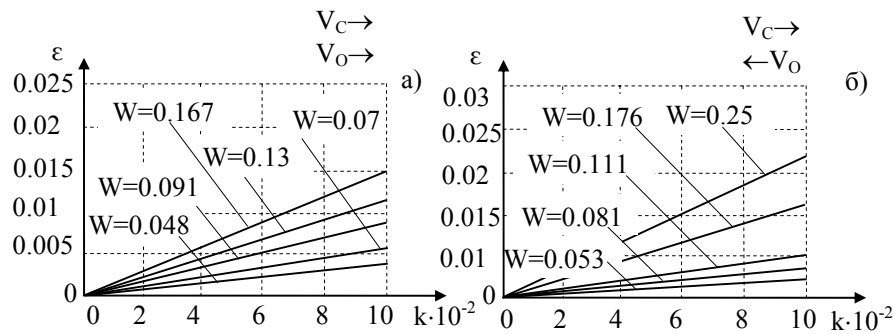 V_C→
V_O→
ε
0.025
0.02
0.015
0.01
0.005
0
а)
W=0.167
W=0.07
W=0.13
W=0.091
W=0.048
0 2 4 6 8 10 k·10⁻²
V_C→
←V_O
ε
0.03
0.025
0.02
0.015
0.01
0.01
0
б)
W=0.176
W=0.25
W=0.111
W=0.081
W=0.053
0 2 4 6 8 10 k·10⁻²